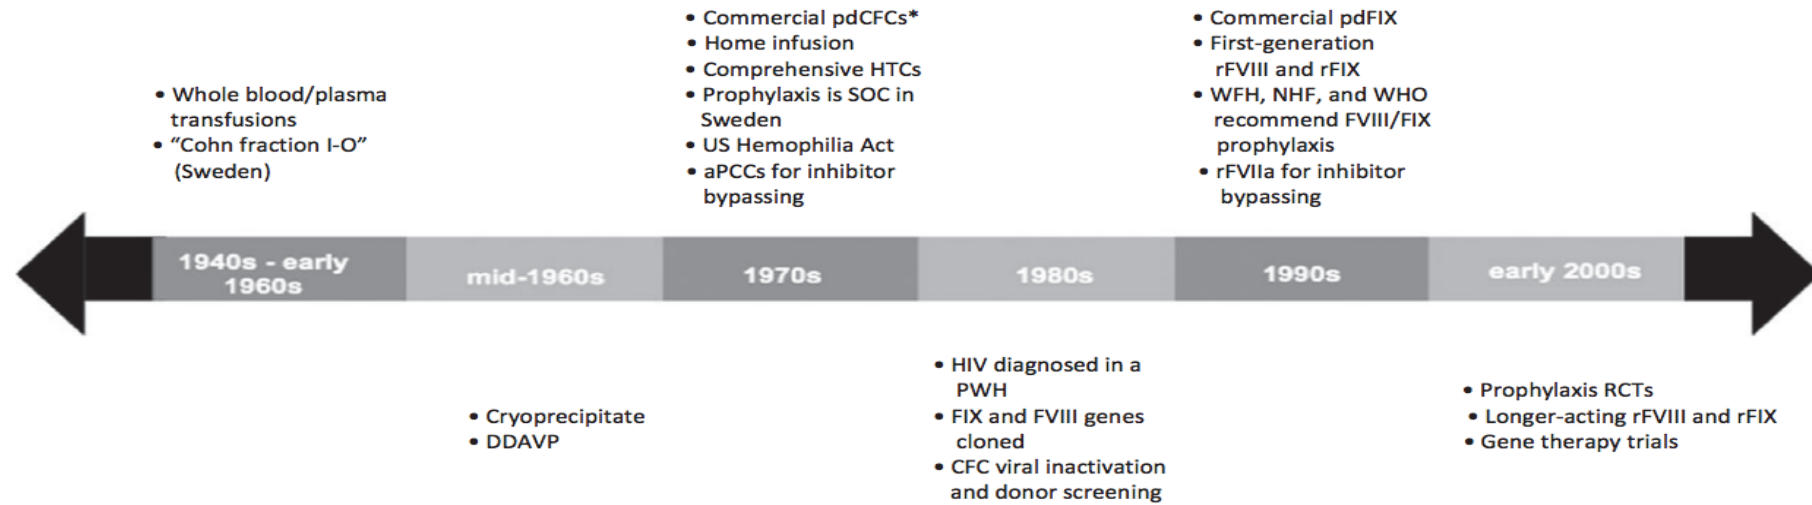 • Whole blood/plasma
transfusions
• “Cohn fraction I-O”
(Sweden)
• Commercial pdCFCs*
• Home infusion
• Comprehensive HTCs
• Prophylaxis is SOC in
Sweden
• US Hemophilia Act
• aPCCs for inhibitor
bypassing
• Commercial pdFIX
• First-generation
rFVIII and rFIX
• WFH, NHF, and WHO
recommend FVIII/FIX
prophylaxis
• rFVIIa for inhibitor
bypassing
1940s - early
1960s
mid-1960s
1970s
1980s
1990s
early 2000s
• Cryoprecipitate
• DDAVP
• HIV diagnosed in a
PWH
• FIX and FVIII genes
cloned
• CFC viral inactivation
and donor screening
• Prophylaxis RCTs
• Longer-acting rFVIII and rFIX
• Gene therapy trials